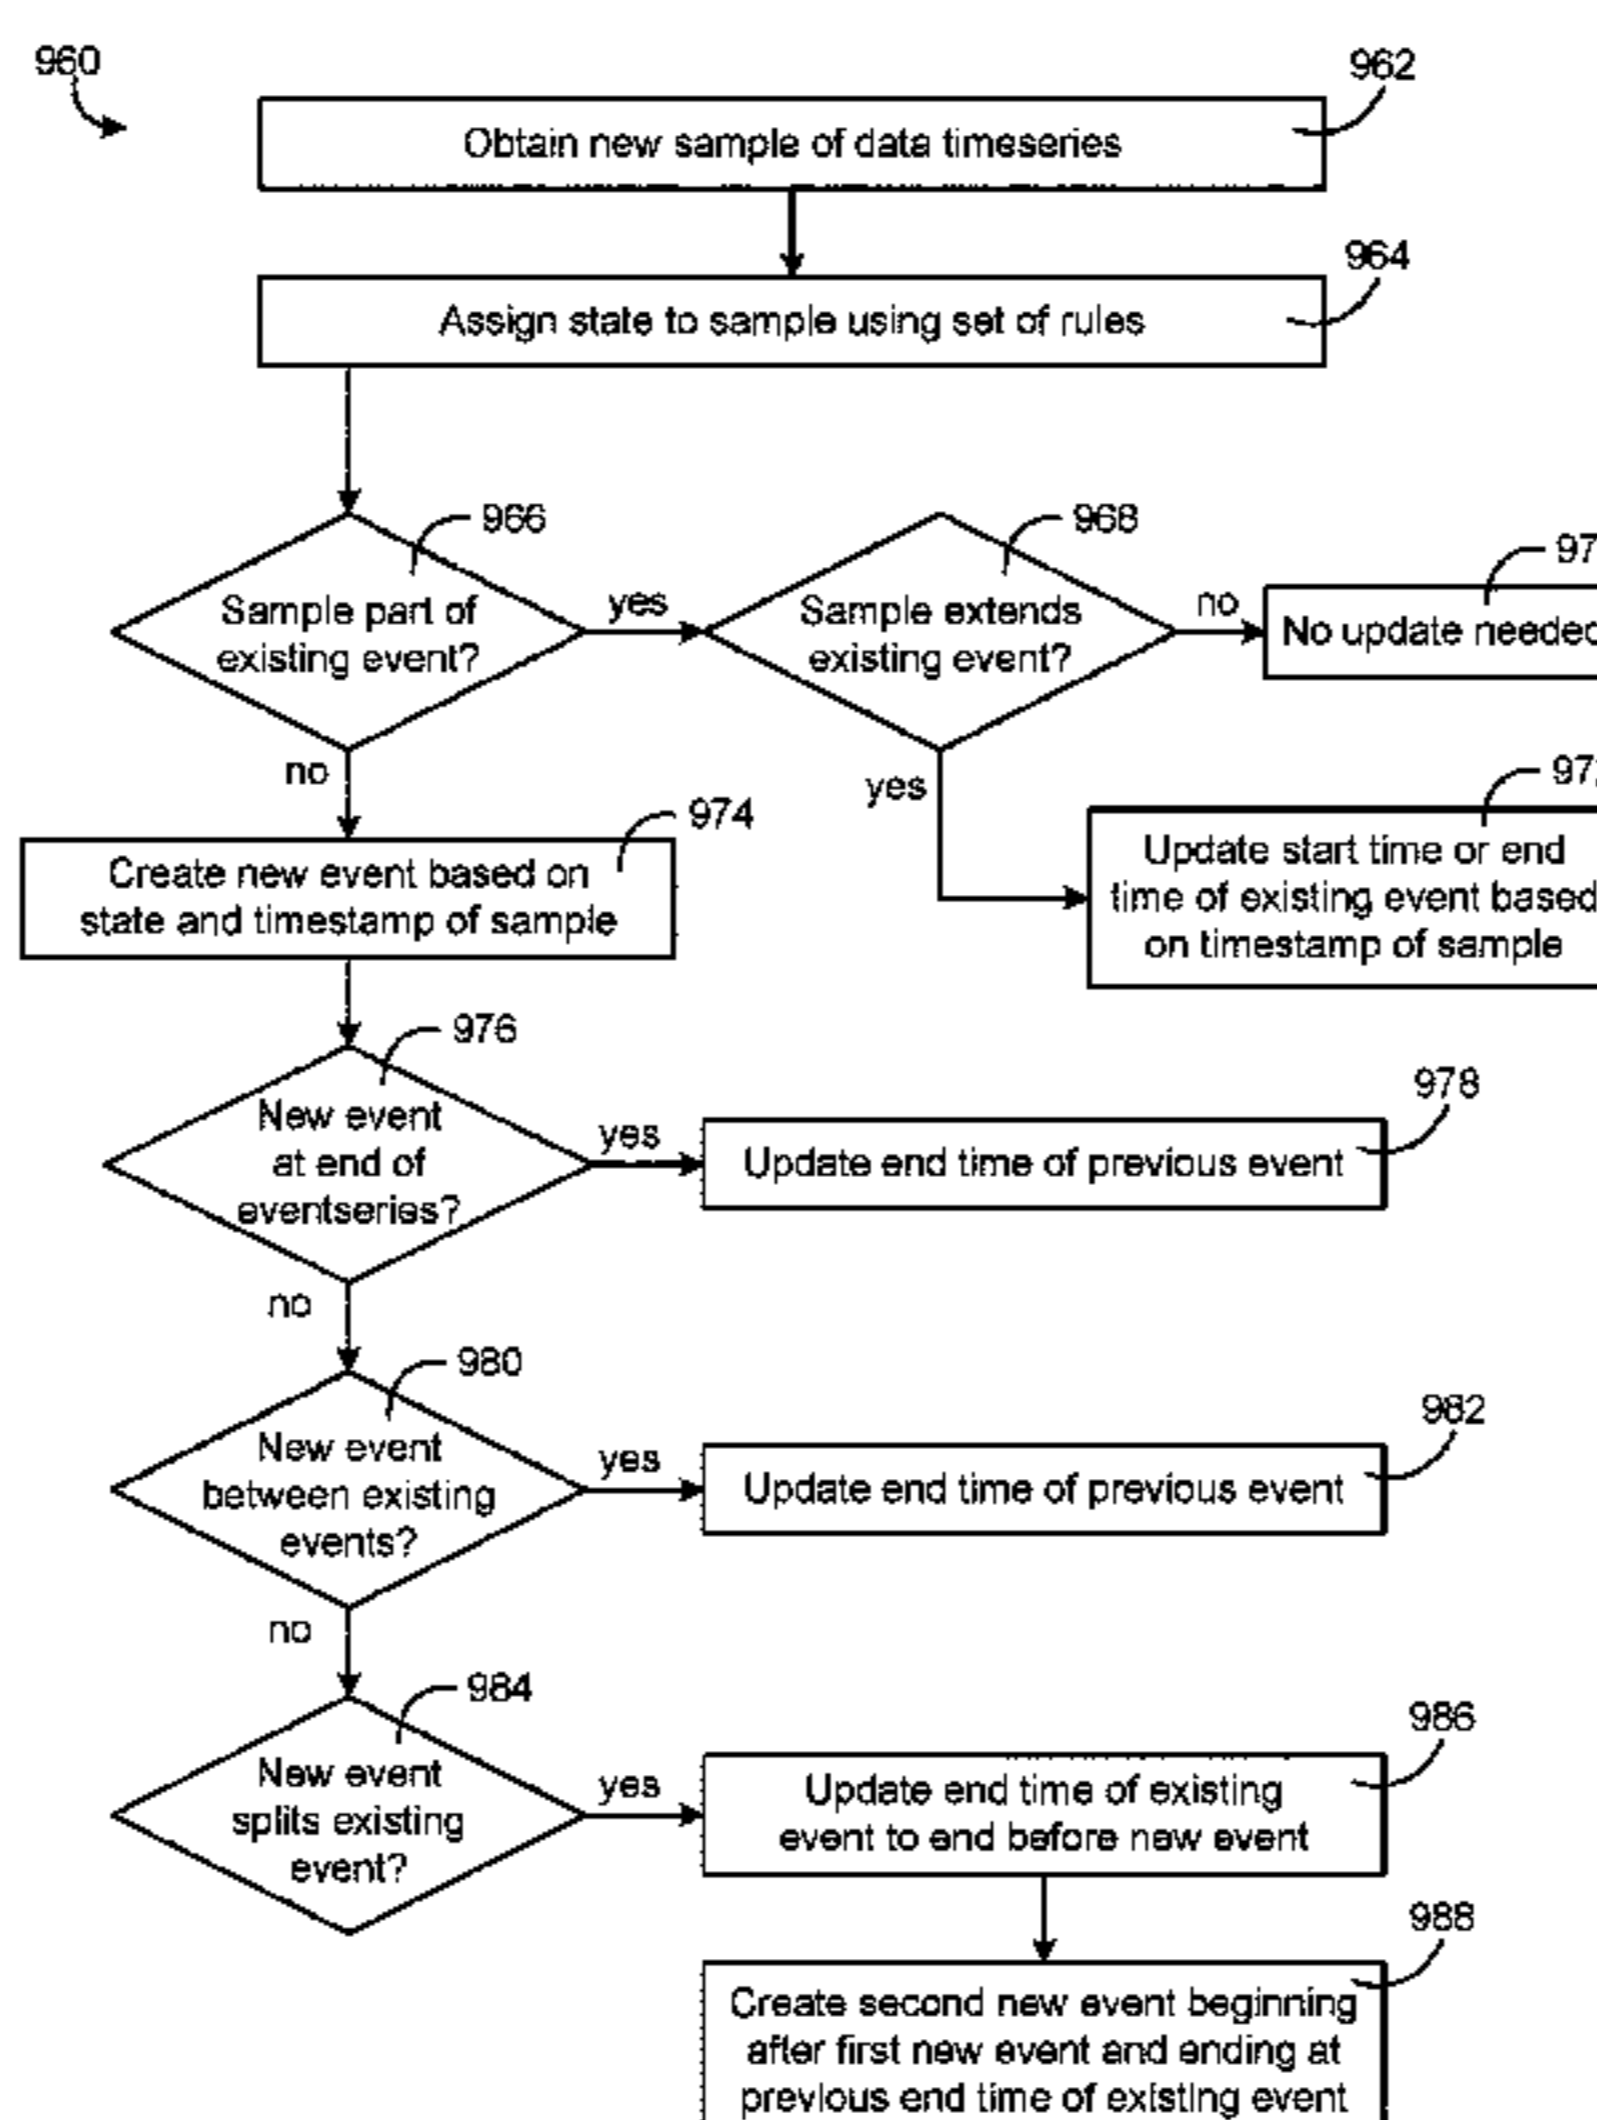 960
962
Obtain new sample of data timeseries
964
Assign state to sample using set of rules
966
Sample part of
existing event?
yes
968
Sample extends
existing event?
no
97
No update needed
no
yes
974
Create new event based on
state and timestamp of sample
972
Update start time or end
time of existing event based
on timestamp of sample
976
New event
at end of
eventseries?
yes
978
Update end time of previous event
no
980
New event
between existing
events?
yes
982
Update end time of previous event
no
984
New event
splits existing
event?
yes
986
Update end time of existing
event to end before new event
988
Create second new event beginning
after first new event and ending at
previous end time of existing event